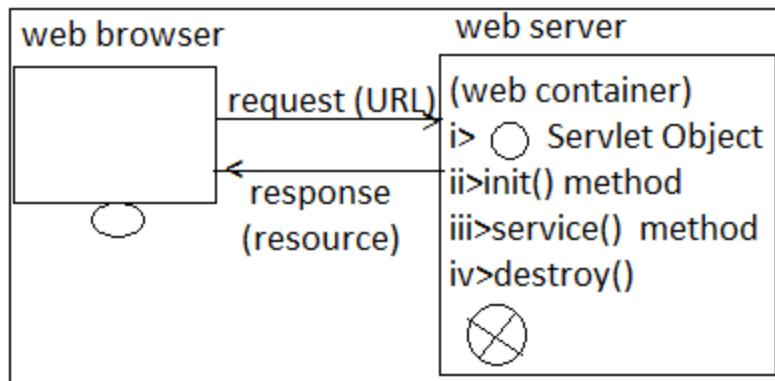 web browser
request (URL)
response
(resource)
web server
(web container)
i> Servlet Object
ii>init() method
iii>service() method
iv>destroy()